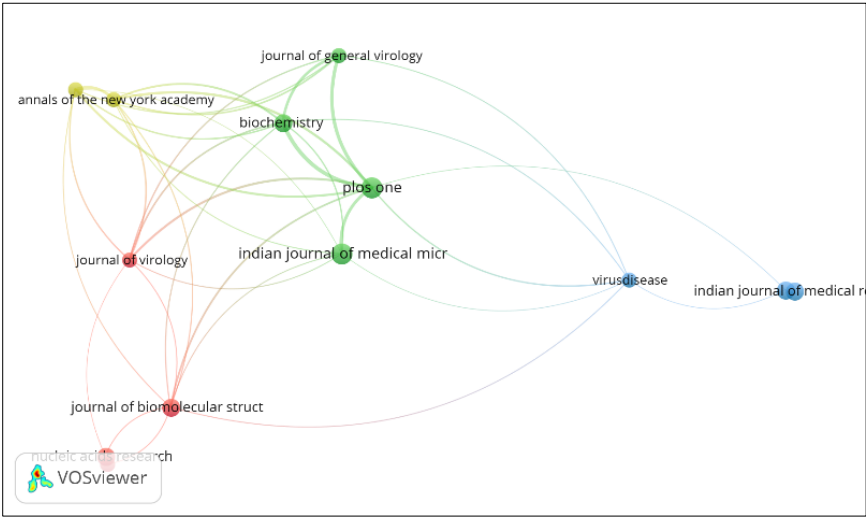 journal of general virology
annals of the new york academy
biochemistry
plos one
indian journal of medical micr
journal of virology
virusdisease
indian journal of medical re
journal of biomolecular struct
nucleic acids research
VOSviewer